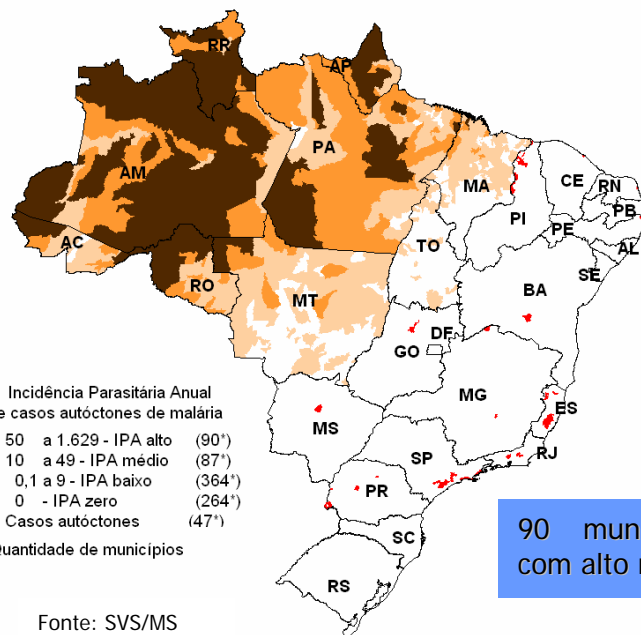 RR
AP
AM
PA
MA
CE
RN
PB
PI
PE
AL
AC
TO
SE
RO
MT
BA
DF
GO
MG
MS
ES
SP
RJ
PR
SC
RS
Incidência Parasitária Anual
e casos autóctones de malária
50 a 1.629 - IPA alto (90*)
10 a 49 - IPA médio (87*)
0,1 a 9 - IPA baixo (364*)
0 - IPA zero (264*)
Casos autóctones (47*)
Quantidade de municípios
90 mun
com alto
Fonte: SVS/MS